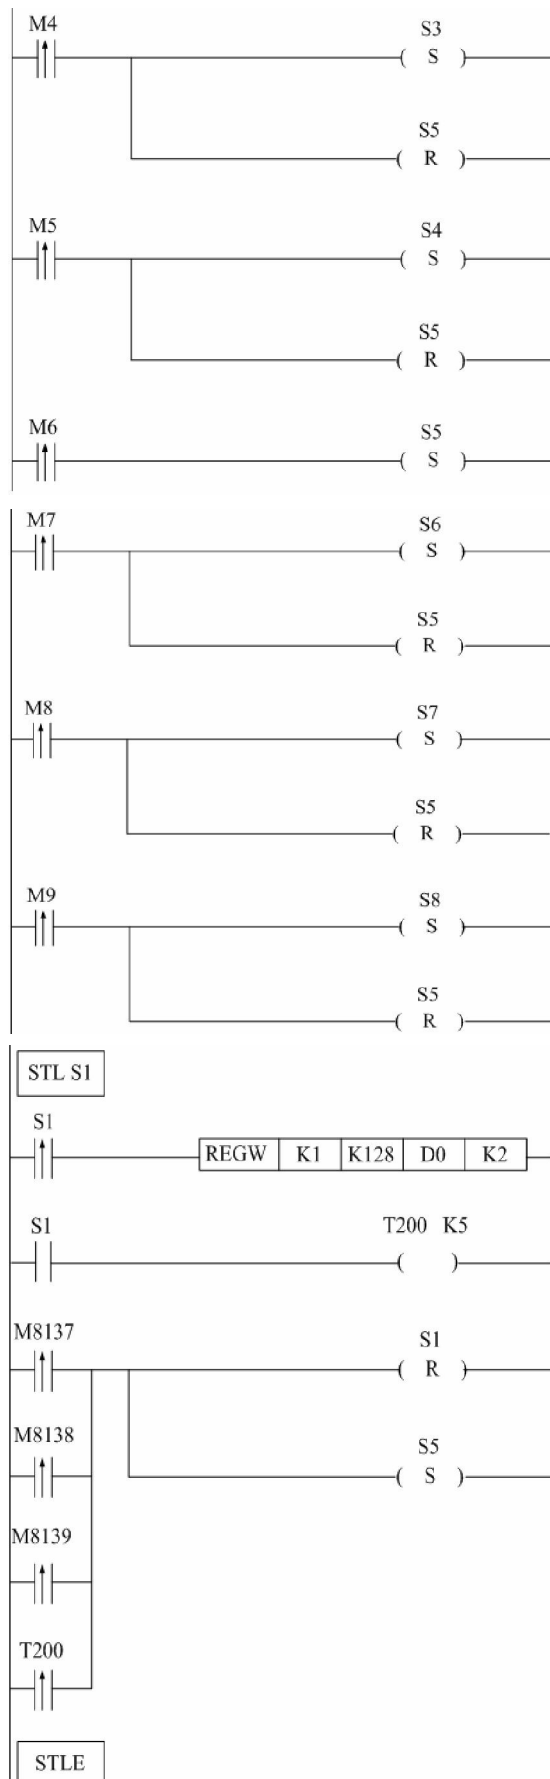 M4 S3
( S )
S5
( R )
M5 S4
( S )
S5
( R )
M6 S5
( S )
M7 S6
( S )
S5
( R )
M8 S7
( S )
S5
( R )
M9 S8
( S )
S5
( R )
STL S1
S1
REGW K1 K128 D0 K2
S1 T200 K5
( )
M8137 S1
( R )
M8138 S5
( S )
M8139
T200
STLE